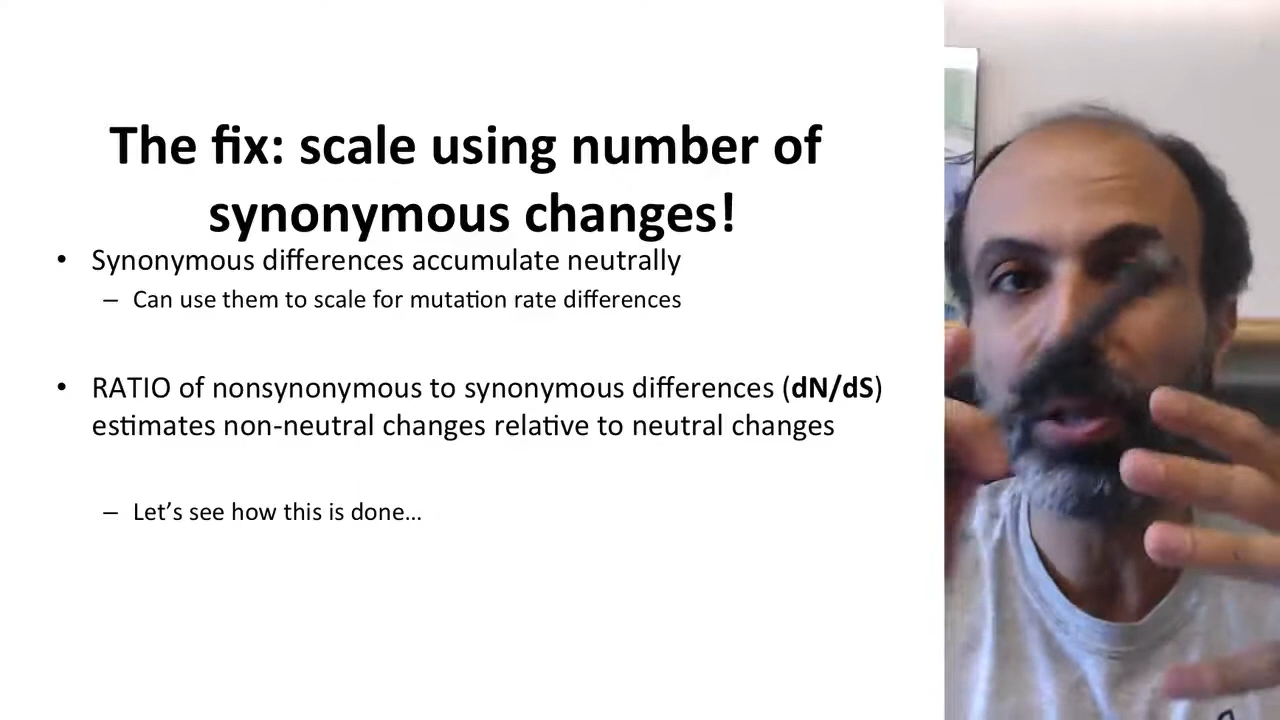 The fix: scale using number of
synonymous changes!
• Synonymous differences accumulate neutrally
– Can use them to scale for mutation rate differences
• RATIO of nonsynonymous to synonymous differences (dN/dS)
estimates non-neutral changes relative to neutral changes
– Let's see how this is done...